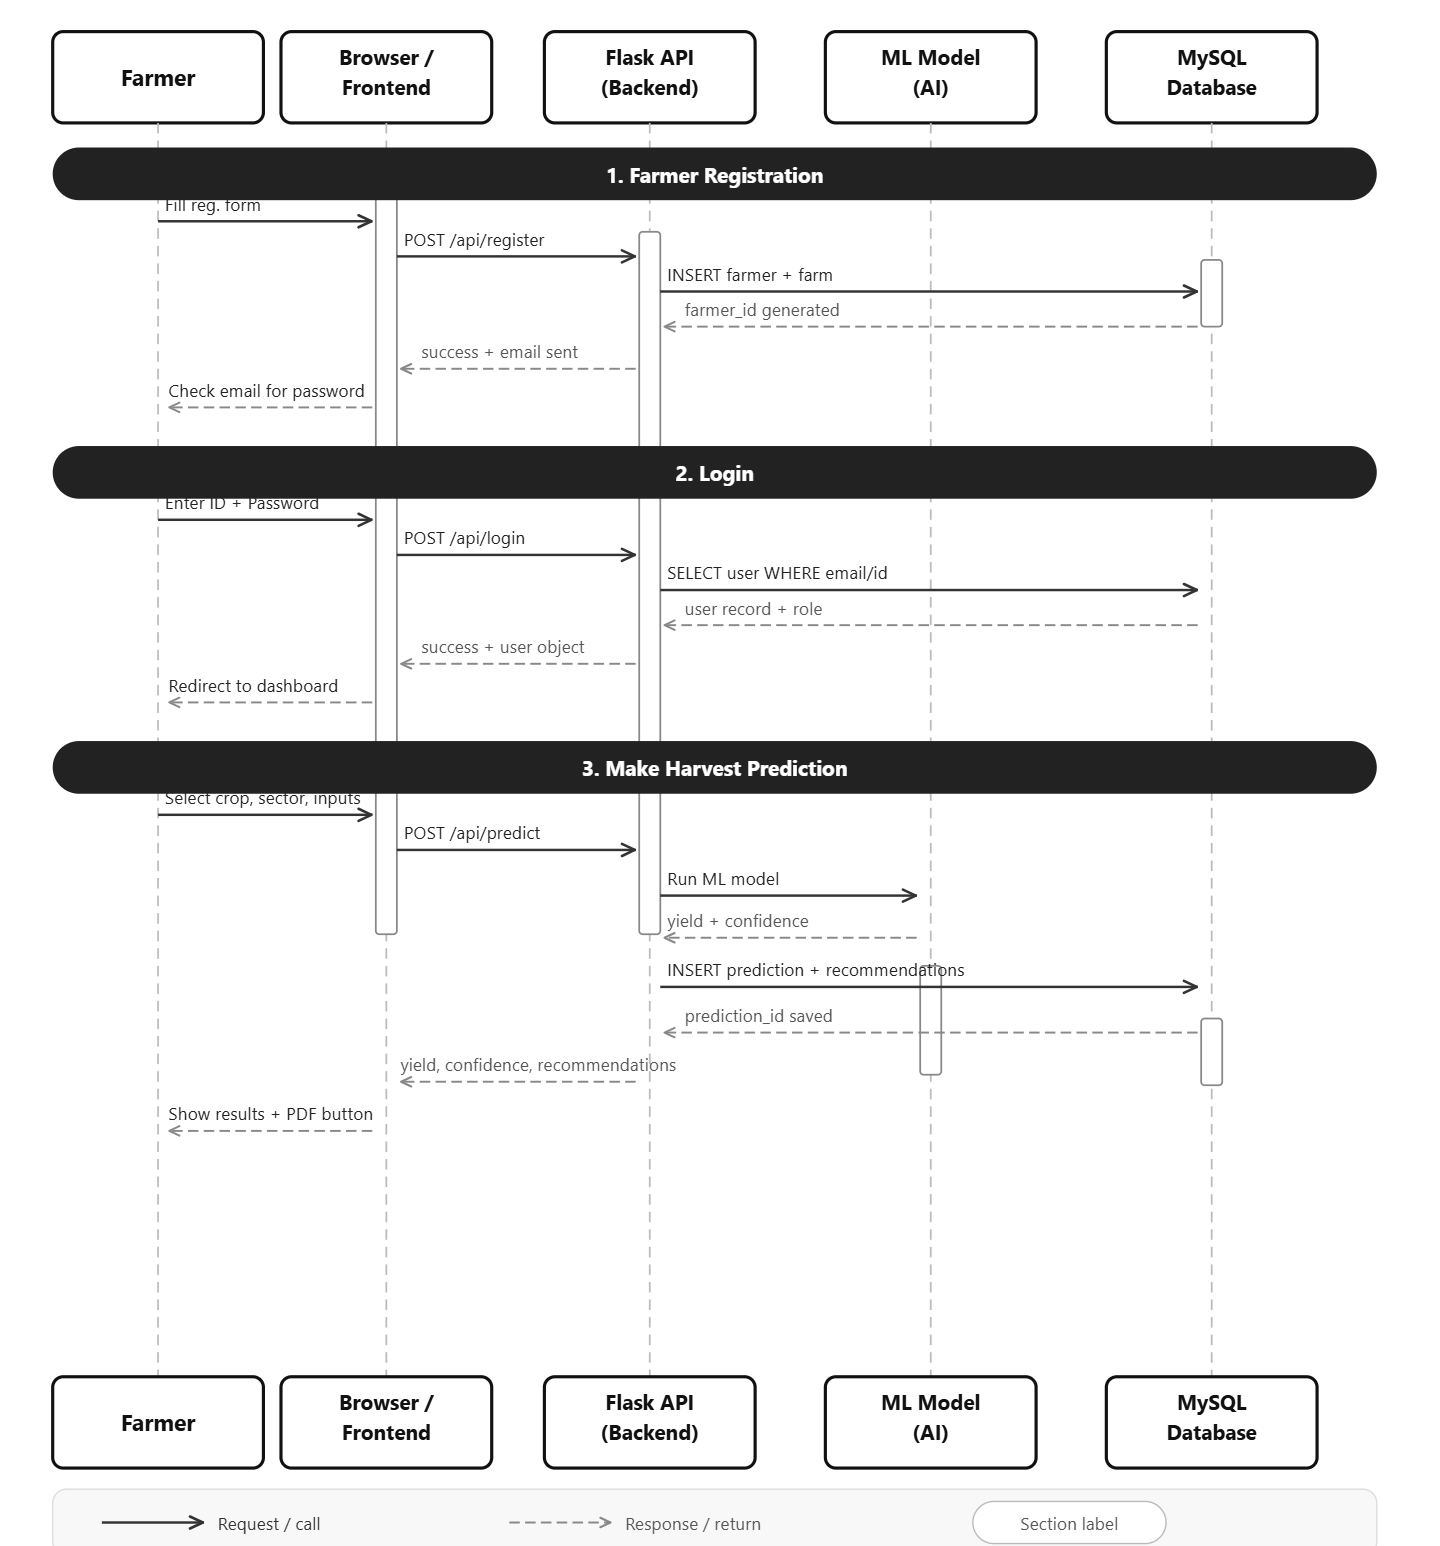 Farmer
Browser /
Frontend
Flask API
(Backend)
ML Model
(AI)
MySQL
Database
1. Farmer Registration
Fill reg. form
POST /api/register
INSERT farmer + farm
farmer_id generated
success + email sent
Check email for password
2. Login
Enter ID + Password
POST /api/login
SELECT user WHERE email/id
user record + role
success + user object
Redirect to dashboard
3. Make Harvest Prediction
Select crop, sector, inputs
POST /api/predict
Run ML model
yield + confidence
INSERT prediction + recommendations
prediction_id saved
yield, confidence, recommendations
Show results + PDF button
Farmer
Browser /
Frontend
Flask API
(Backend)
ML Model
(AI)
MySQL
Database
Request / call
Response / return
Section label